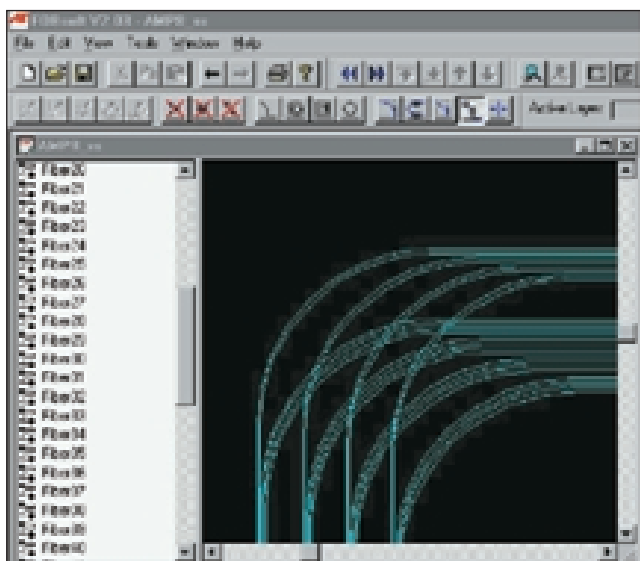 File Edit View Tools Window Help
Active Layer:
Fiber20
Fiber21
Fiber22
Fiber23
Fiber24
Fiber25
Fiber26
Fiber27
Fiber28
Fiber29
Fiber30
Fiber31
Fiber32
Fiber33
Fiber34
Fiber35
Fiber36
Fiber37
Fiber38
Fiber39
Fiber40